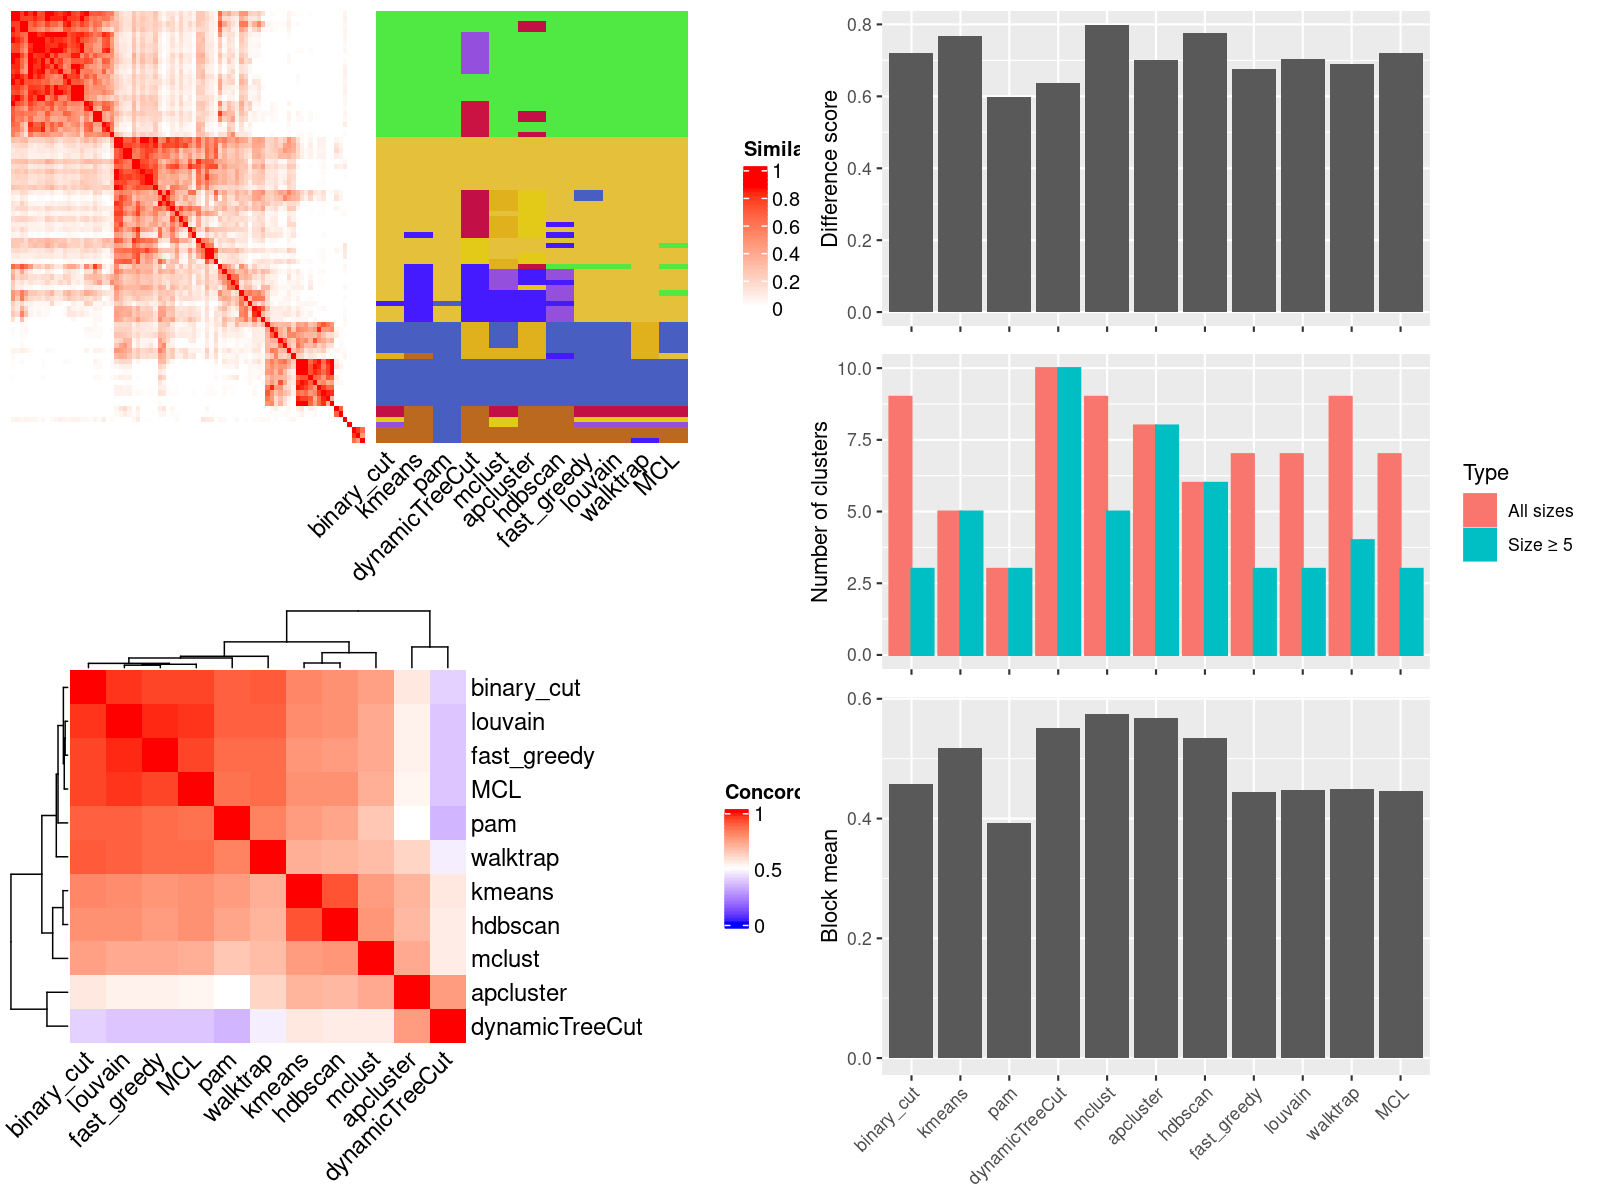 Simila
1
0.8
0.6
0.4
0.2
0
binary_cut
kmeans
pam
dynamicTreeCut
mclust
apcluster
hdbscan
fast_greedy
louvain
walktrap
MCL
binary_cut
louvain
fast_greedy
MCL
pam
walktrap
kmeans
hdbscan
mclust
apcluster
dynamicTreeCut
binary_cut
louvain
fast_greedy
MCL
pam
walktrap
kmeans
hdbscan
mclust
apcluster
dynamicTreeCut
Concord
1
0.5
0
Difference score
0.8
0.6
0.4
0.2
0.0
Number of clusters
10.0
7.5
5.0
2.5
0.0
Type
All sizes
Size ≥ 5
Block mean
0.6
0.4
0.2
0.0
binary_cut
kmeans
pam
dynamicTreeCut
mclust
apcluster
hdbscan
fast_greedy
louvain
walktrap
MCL